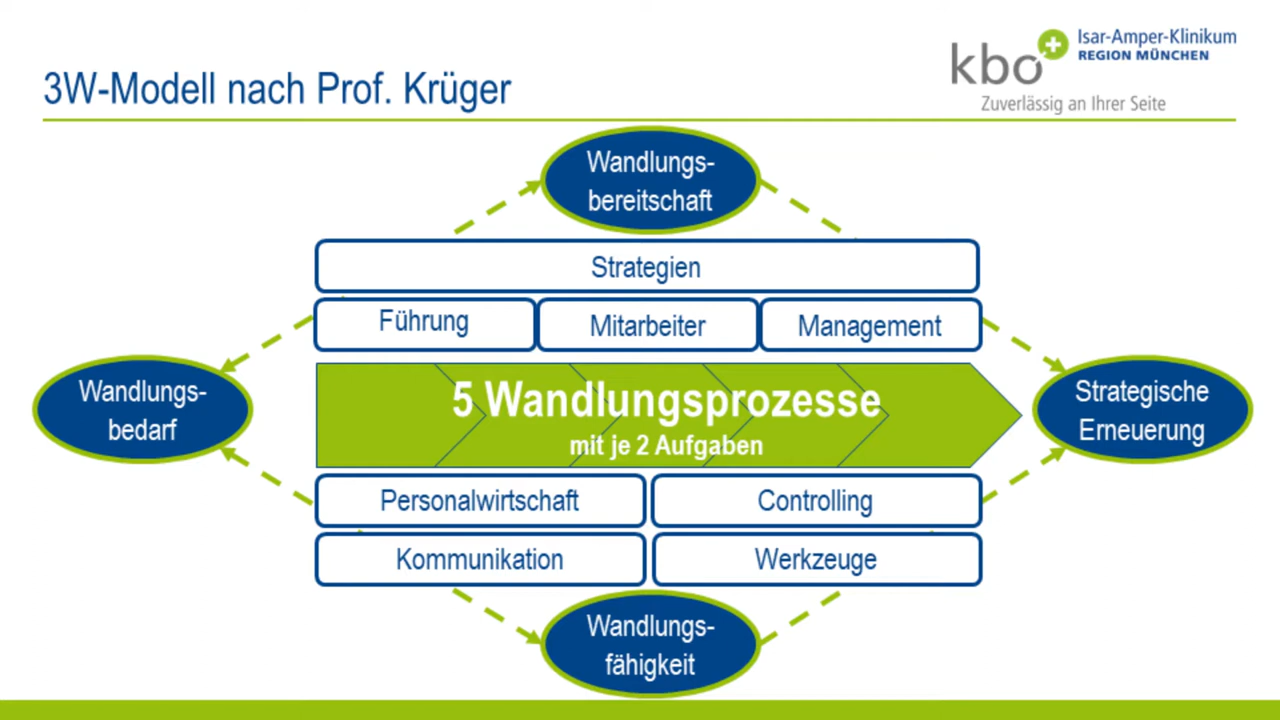 3W-Modell nach Prof. Krüger
kbo
Isar-Amper-Klinikum
REGION MÜNCHEN
Zuverlässig an Ihrer Seite
Wandlungs-
bereitschaft
Strategien
Führung
Mitarbeiter
Management
Wandlungs-
bedarf
5 Wandlungsprozesse
mit je 2 Aufgaben
Strategische
Erneuerung
Personalwirtschaft
Controlling
Kommunikation
Werkzeuge
Wandlungs-
fähigkeit